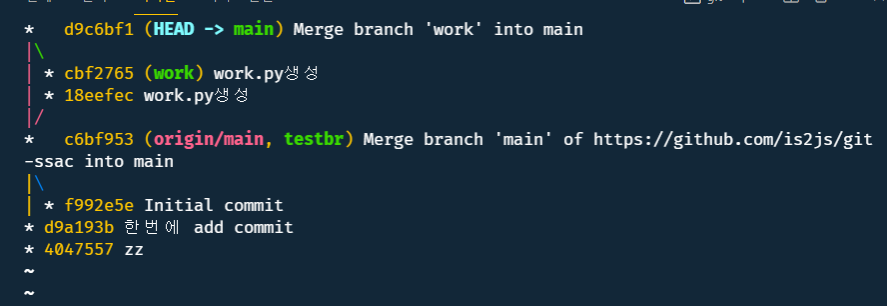 *   d9c6bf1 (HEAD -> main) Merge branch 'work' into main
|\
| * cbf2765 (work) work.py생성
| * 18eefec work.py생성
|/
*   c6bf953 (origin/main, testbr) Merge branch 'main' of https://github.com/is2js/git
-ssac into main
|\
| * f992e5e Initial commit
* d9a193b 한번에 add commit
* 4047557 zz
~
~